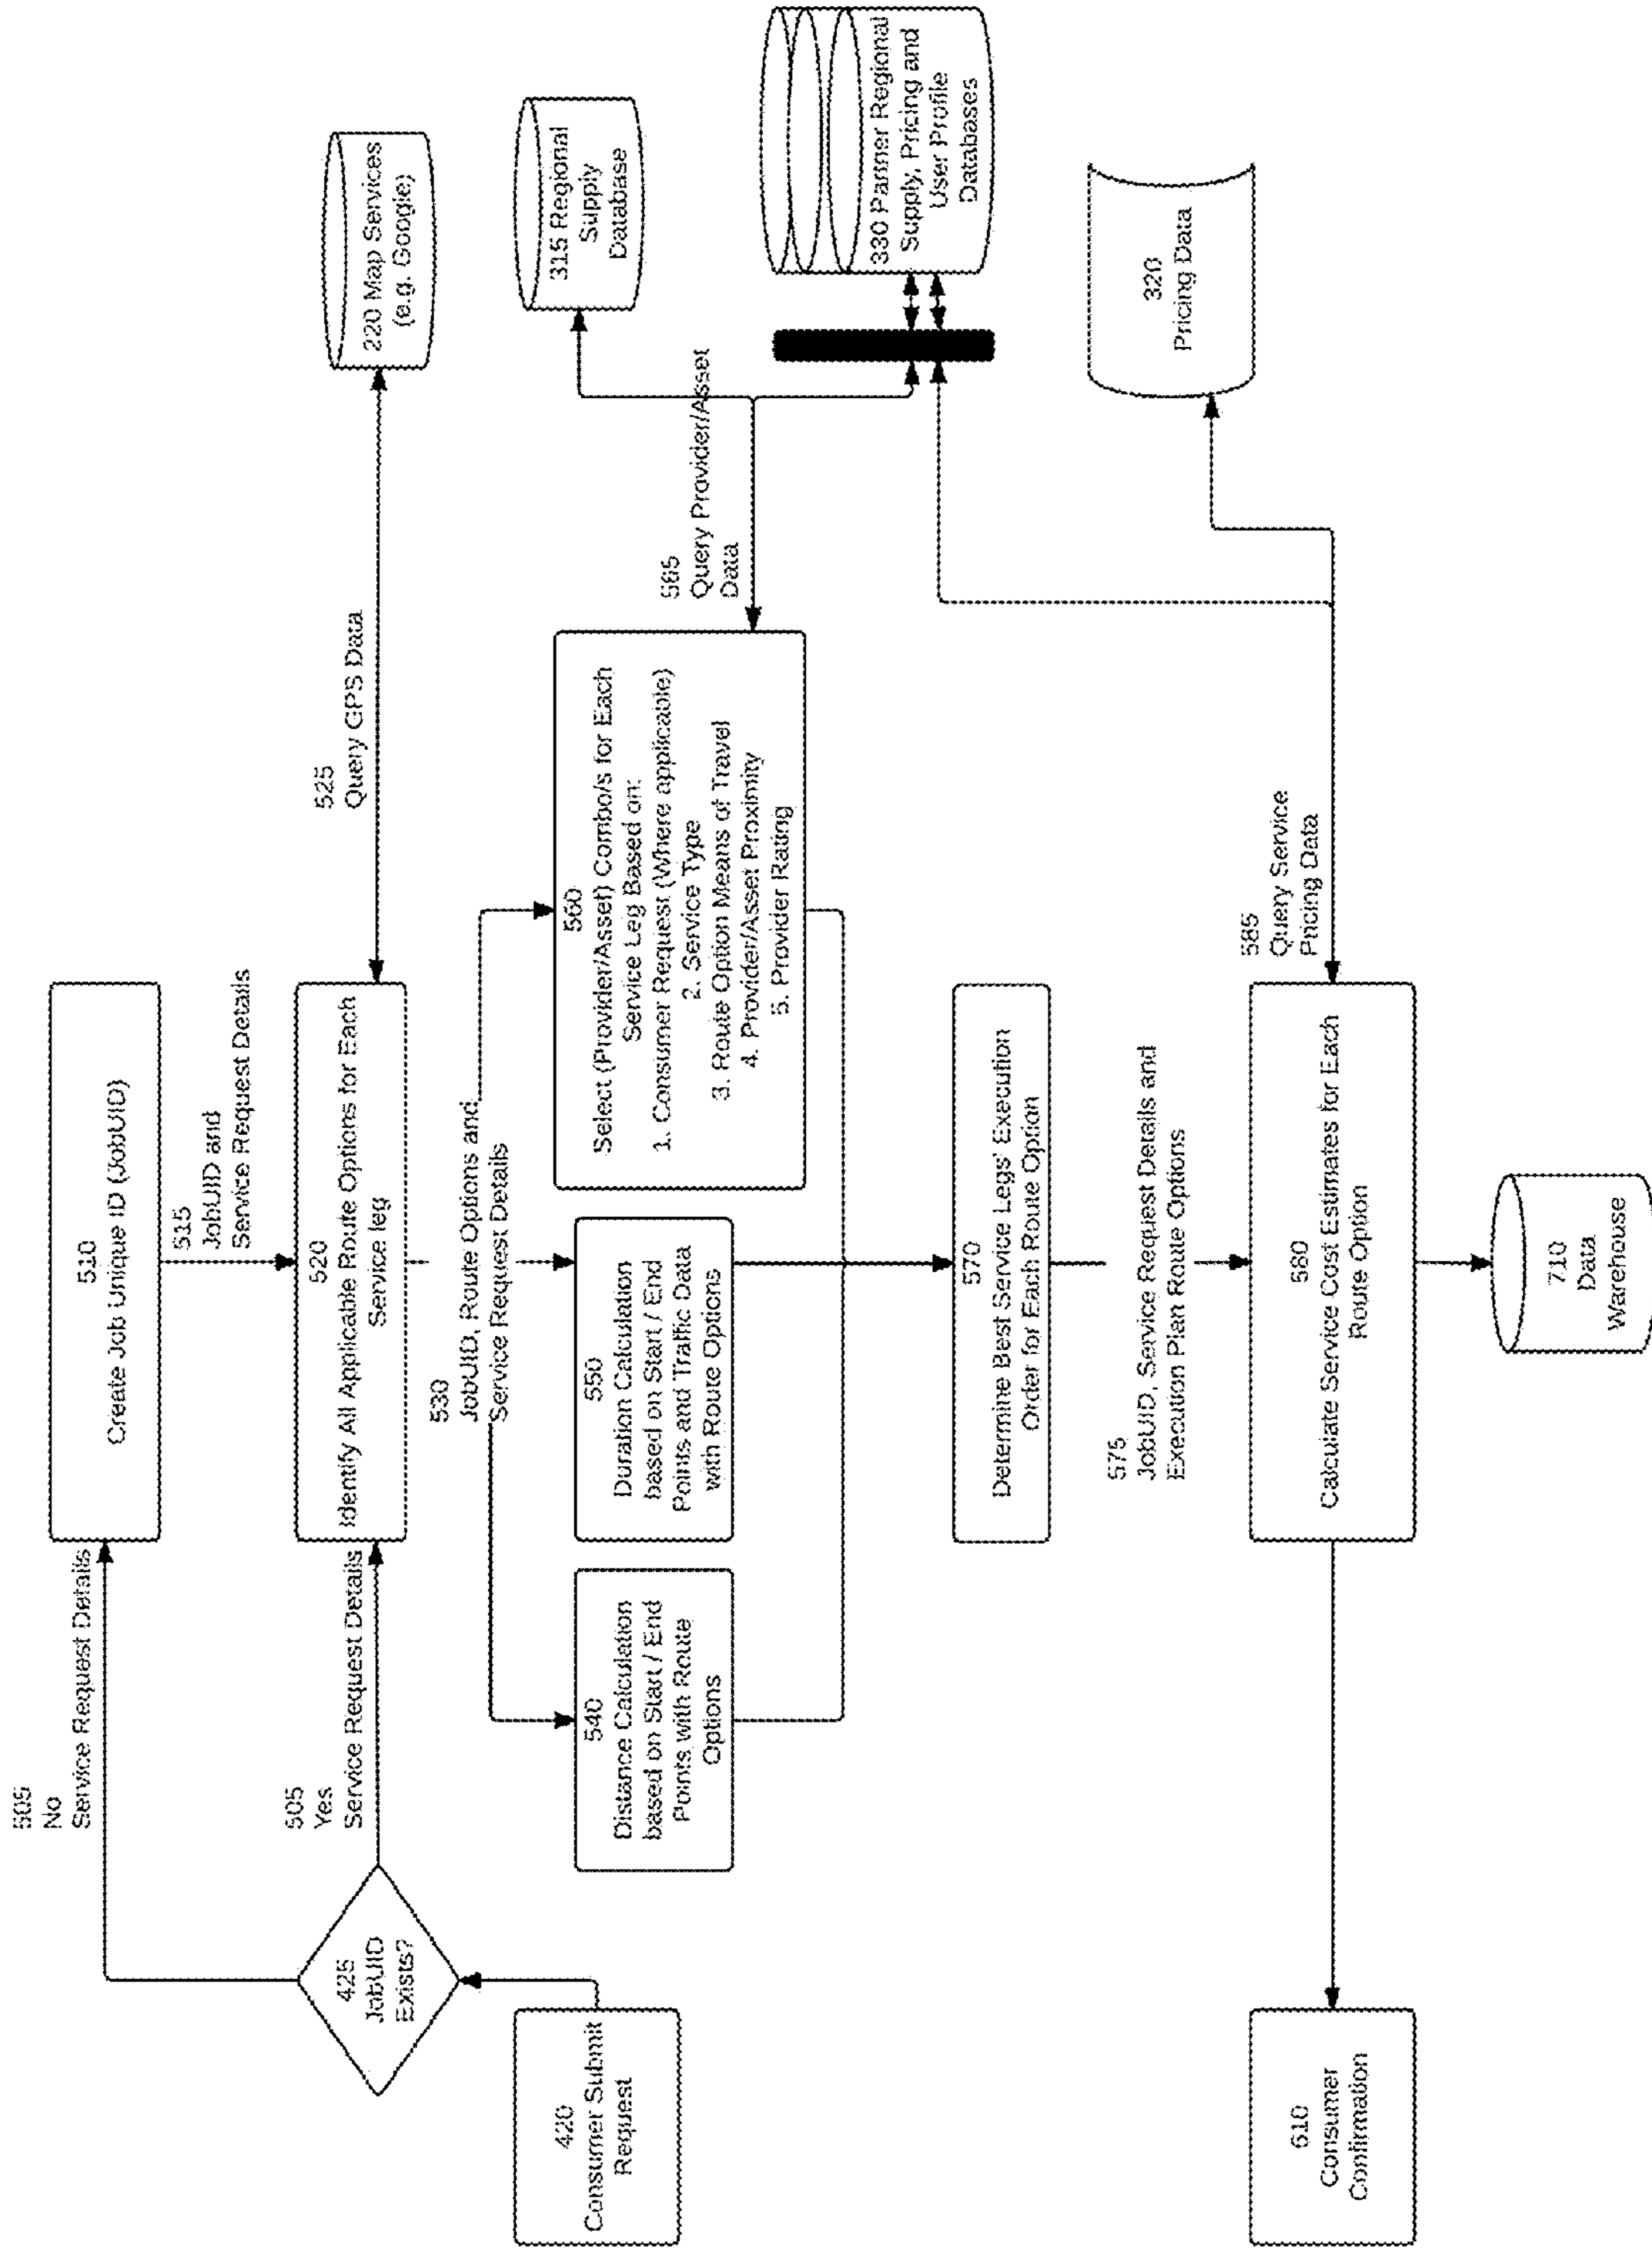 505
No
Service Request Details
510
Create Job Unique ID (JobUID)
515
JobUID and
Service Request Details
425
JobUID
Exists?
505
Yes
Service Request Details
520
Identify All Applicable Route Options for Each
Service leg
525
Query GPS Data
220 Map Services
(e.g. Google)
420
Consumer Submit
Request
530
JobUID, Route Options and
Service Request Details
540
Distance Calculation
based on Start / End
Points with Route
Options
550
Duration Calculation
based on Start / End
Points and Traffic Data
with Route Options
560
Select (Provider/Asset) Combo/s for Each
Service Leg Based on:
1. Consumer Request (Where applicable)
2. Service Type
3. Route Option Means of Travel
4. Provider/Asset Proximity
5. Provider Rating
565
Query Provider/Asset
Data
315 Regional
Supply
Database
330 Partner Regional
Supply, Pricing and
User Profile
Databases
570
Determine Best Service Legs' Execution
Order for Each Route Option
575
JobUID, Service Request Details and
Execution Plan Route Options
580
Calculate Service Cost Estimates for Each
Route Option
585
Query Service
Pricing Data
320
Pricing Data
610
Consumer
Confirmation
710
Data
Warehouse